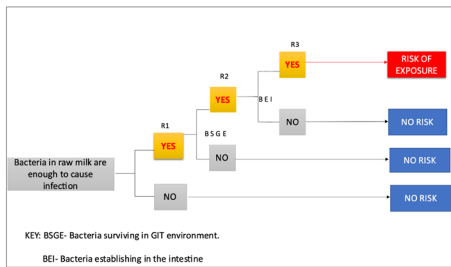 R3
YES
RISK OF
EXPOSURE
R2
YES
BEI
NO
NO RISK
R1
YES
BSGE
NO
NO RISK
Bacteria in raw milk are
enough to cause
infection
NO
NO RISK
KEY: BSGE- Bacteria surviving in GIT environment.
BEI- Bacteria establishing in the intestine